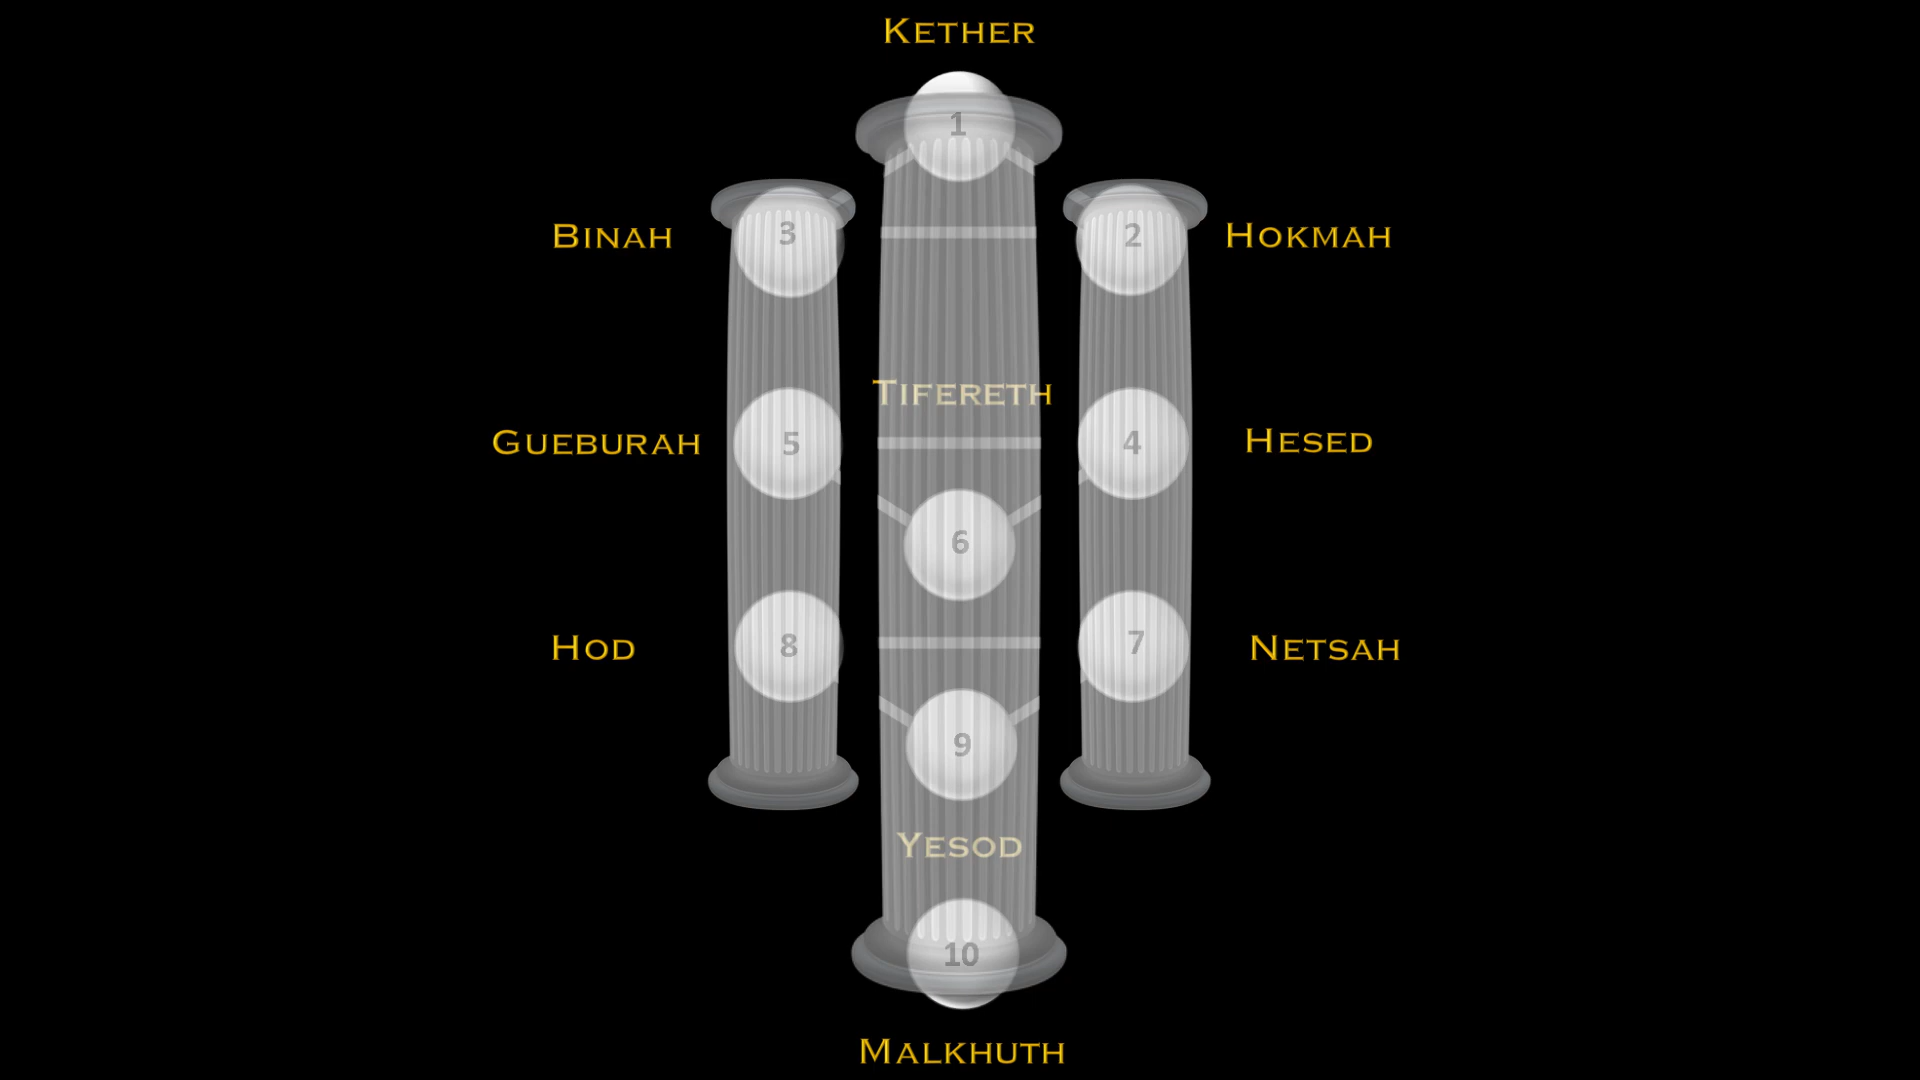 Kether
1
Binah
3
2
Hokmah
Tifereth
Gueburah
5
4
Hesed
6
Hod
8
7
Netsah
9
Yesod
10
Malkhuth